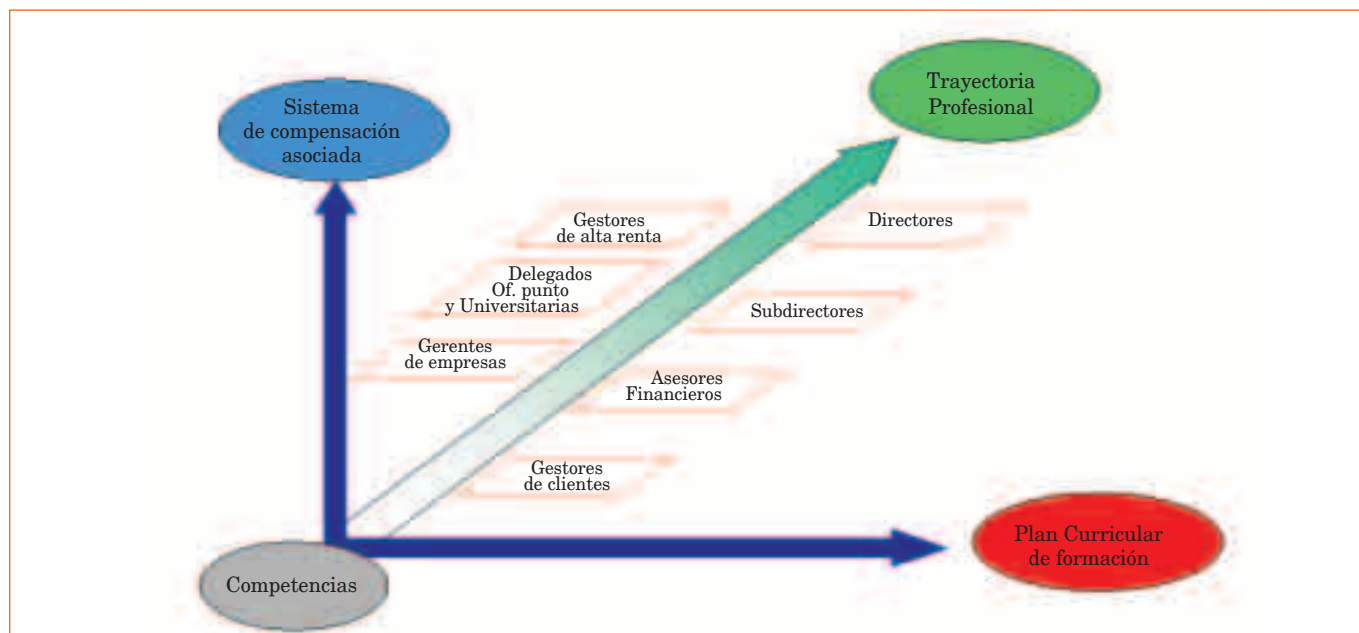 Sistema
de compensación
asociada
Trayectoria
Profesional
Gestores
de alta renta
Directores
Delegados
Of. punto
y Universitarias
Subdirectores
Gerentes
de empresas
Asesores
Financieros
Gestores
de clientes
Plan Curricular
de formación
Competencias